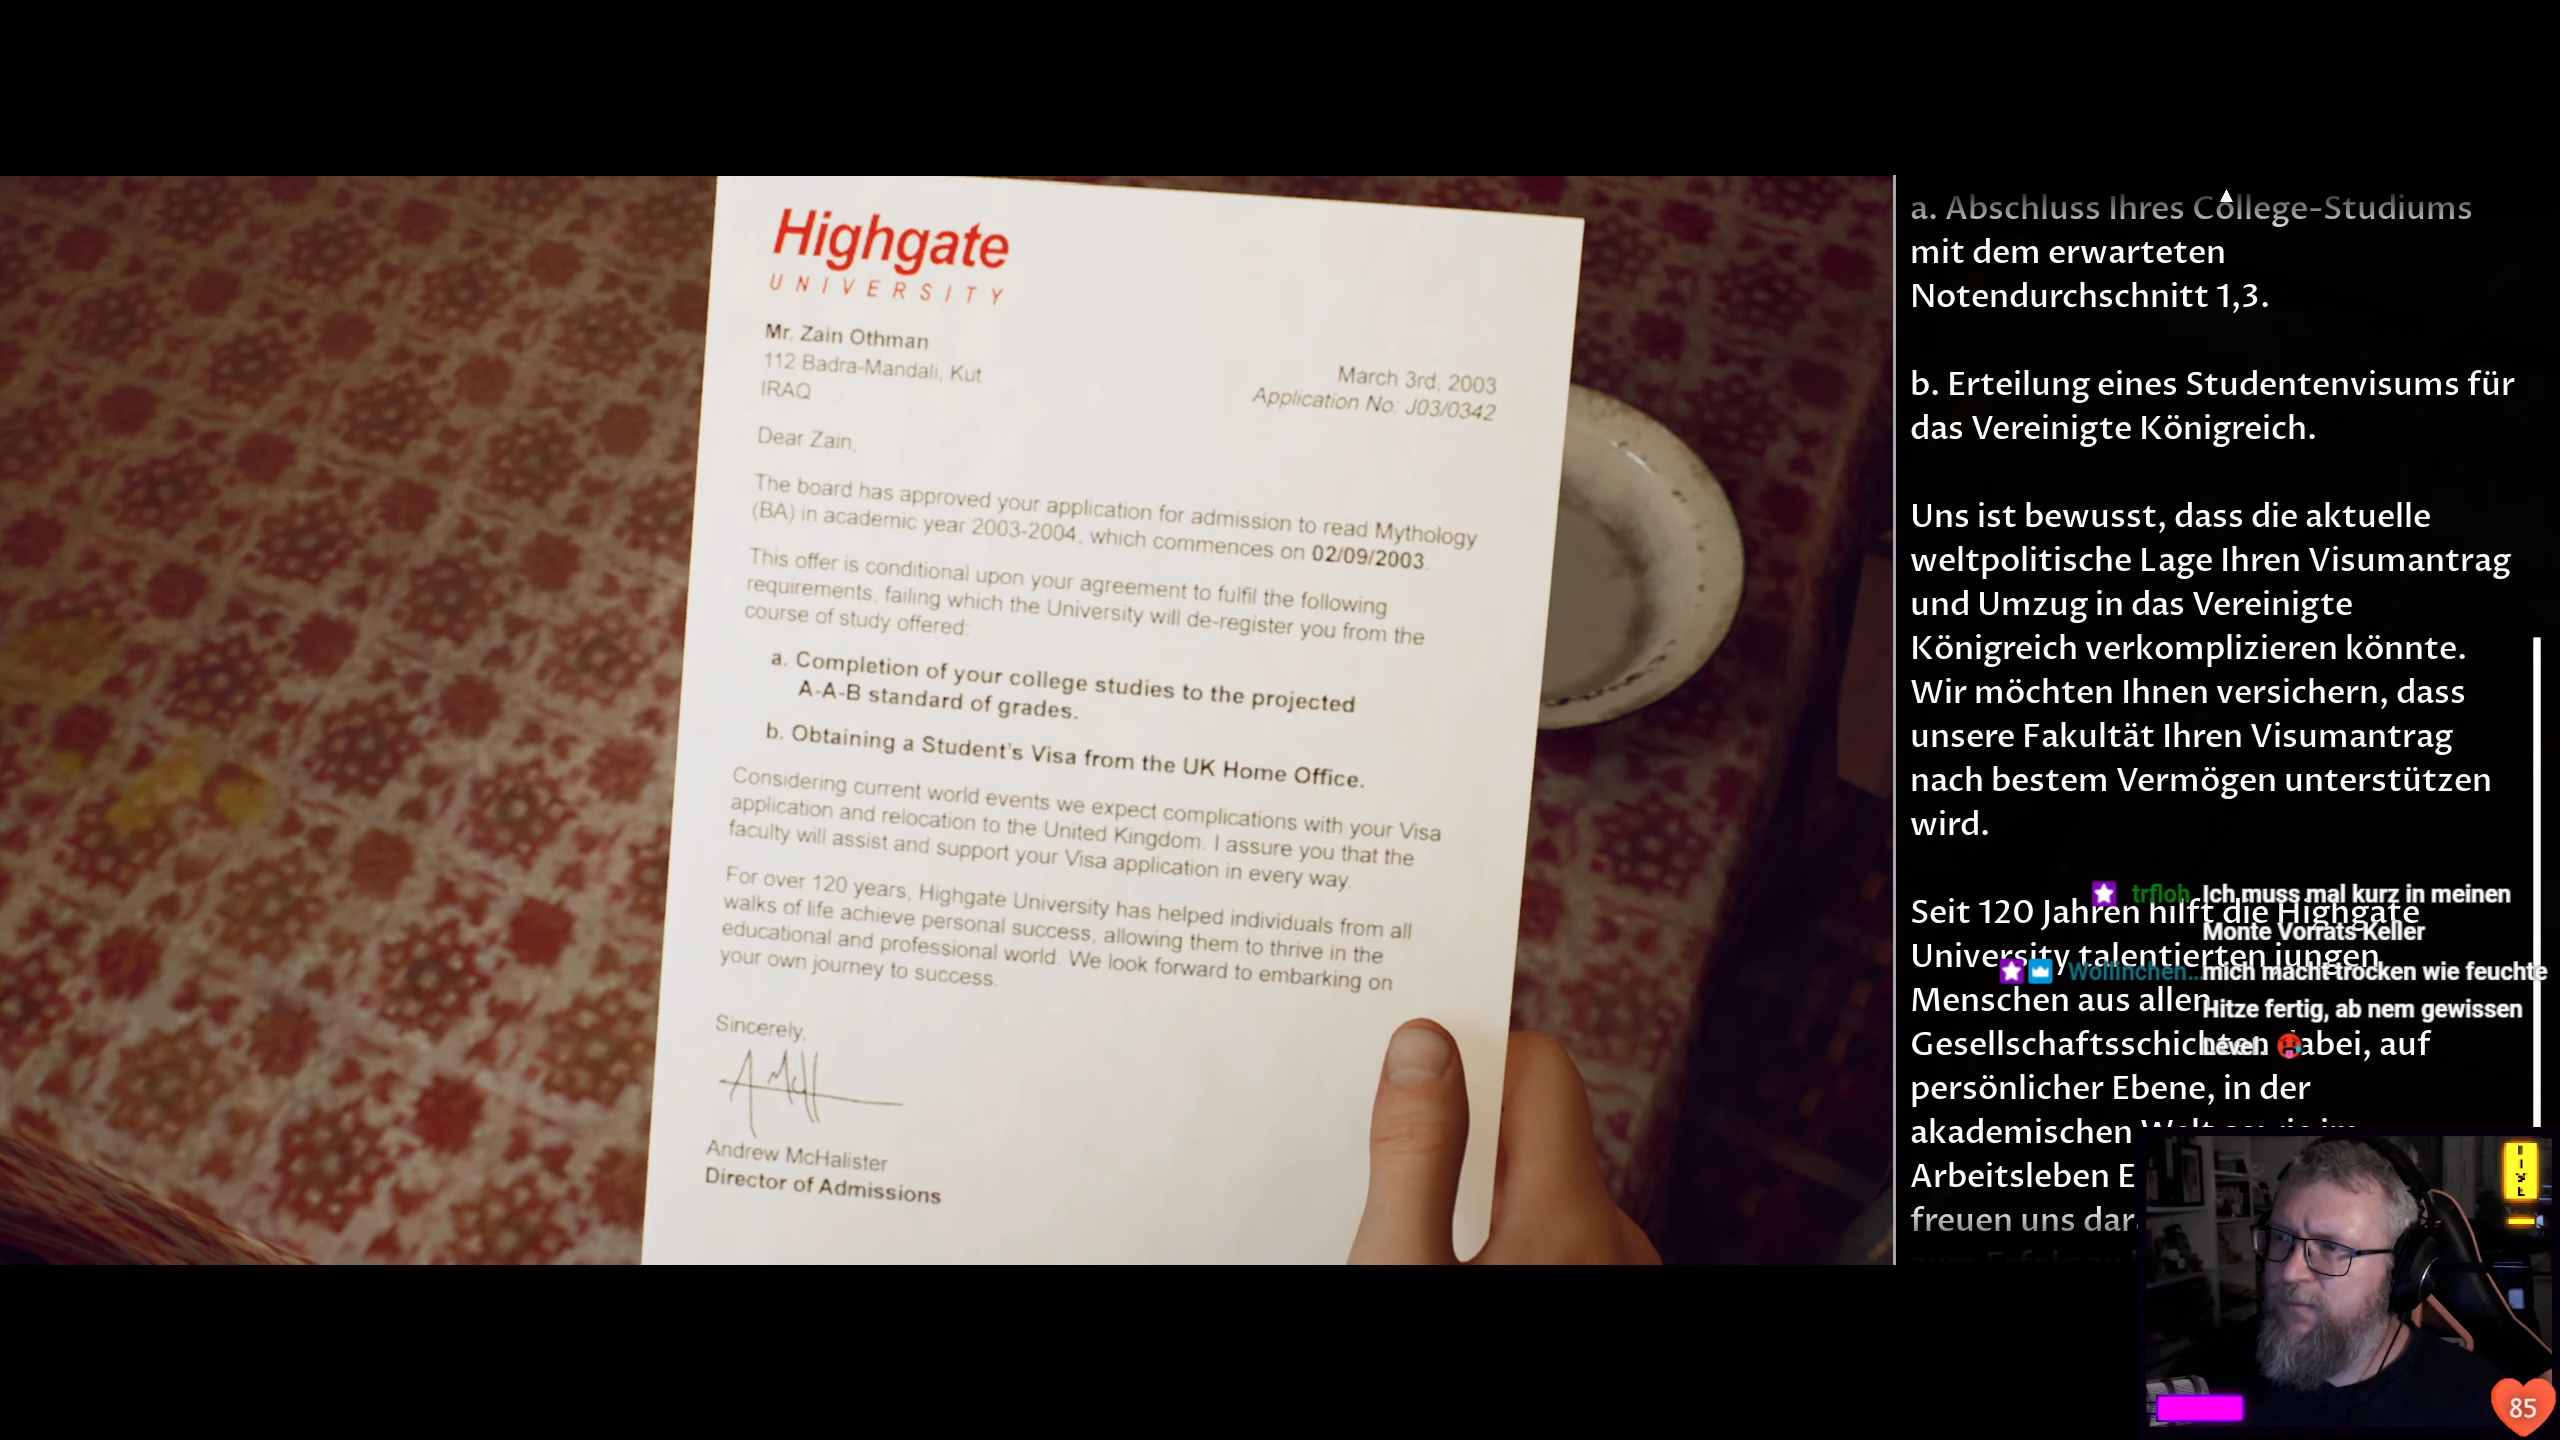 Highgate
UNIVERSITY
Mr. Zain Othman
112 Badra-Mandali, Kut
IRAQ
March 3rd, 2003
Application No: J03/0342
Dear Zain,
The board has approved your application for admission to read Mythology
(BA) in academic year 2003-2004, which commences on 02/09/2003.
This offer is conditional upon your agreement to fulfil the following
requirements, failing which the University will de-register you from the
course of study offered:
a. Completion of your college studies to the projected
A-A-B standard of grades.
b. Obtaining a Student's Visa from the UK Home Office.
Considering current world events we expect complications with your Visa
application and relocation to the United Kingdom. I assure you that the
faculty will assist and support your Visa application in every way.
For over 120 years, Highgate University has helped individuals from all
walks of life achieve personal success, allowing them to thrive in the
educational and professional world. We look forward to embarking on
your own journey to success.
Sincerely,
Andrew McHalister
Director of Admissions
a. Abschluss Ihres College-Studiums
mit dem erwarteten
Notendurchschnitt 1,3.
b. Erteilung eines Studentenvisums für
das Vereinigte Königreich.
Uns ist bewusst, dass die aktuelle
weltpolitische Lage Ihren Visumantrag
und Umzug in das Vereinigte
Königreich verkomplizieren könnte.
Wir möchten Ihnen versichern, dass
unsere Fakultät Ihren Visumantrag
nach bestem Vermögen unterstützen
wird.
Seit 120 Jahren hilft die Highgate
University talentierten jungen
Menschen aus allen
Gesellschaftsschichten dabei, auf
persönlicher Ebene, in der
akademischen
Arbeitsleben
freuen uns
trfloh Ich muss mal kurz in meinen
Monte Vorrats Keller
Wollinchen... mich macht trocken wie feuchte
Hitze fertig, ab nem gewissen
Level..
LIVE
85